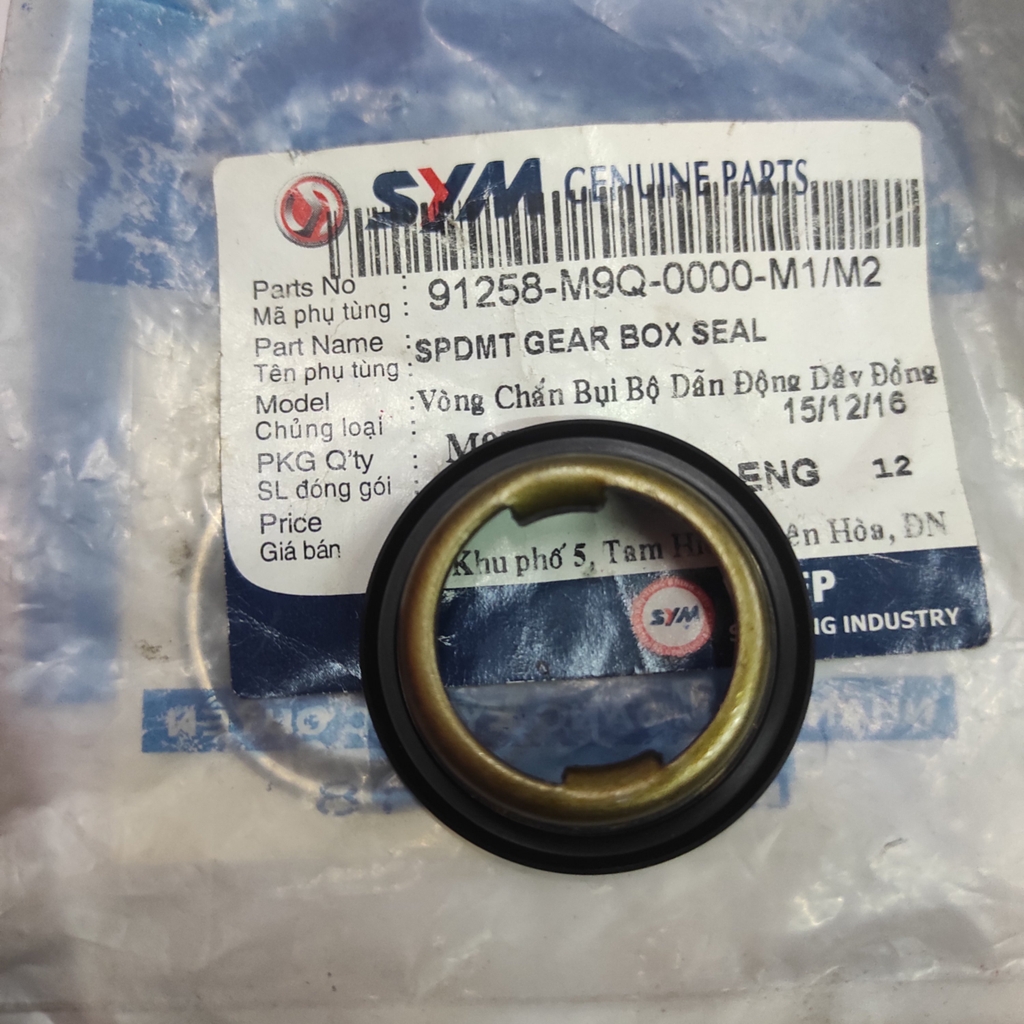 SYM GENUINE PARTS
Parts No : 91258-M9Q-0000-M1/M2
Mã phụ tùng :
Part Name : SPDMT GEAR BOX SEAL
Tên phụ tùng :
Model : Vòng Chắn Bụi Bộ Dẫn Động Dây Đồng
15/12/16
Chủng loại :
PKG Q'ty :
ENG 12
SL đóng gói :
Price
Giá bán
Khu phố 5, Tam ên Hòa, ĐN
SYM
INDUSTRY